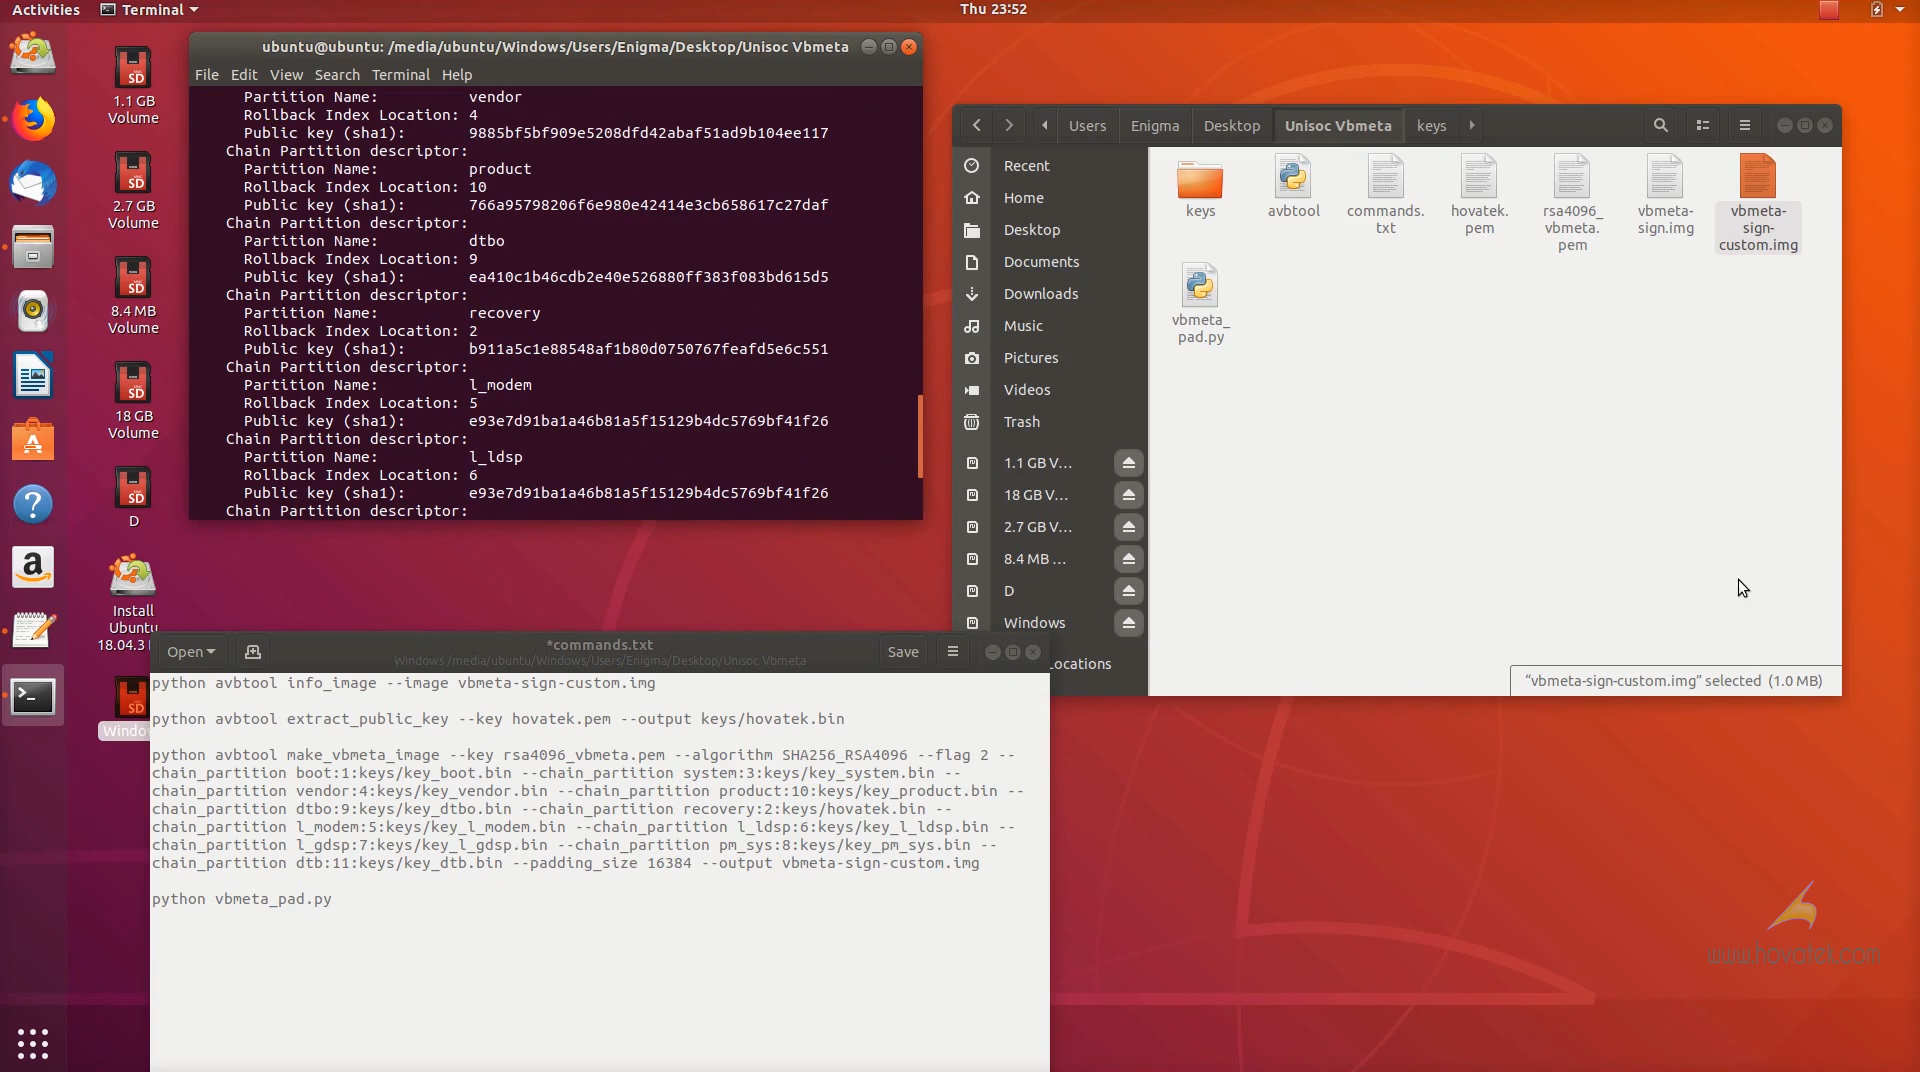 Activities
Terminal
Thu 23:52
1.1 GB
Volume
2.7 GB
Volume
8.4 MB
Volume
18 GB
Volume
D
Install
Ubuntu
18.04.3
ubuntu@ubuntu: /media/ubuntu/Windows/Users/Enigma/Desktop/Unisoc Vbmeta
File Edit View Search Terminal Help
Partition Name: vendor
Rollback Index Location: 4
Public key (sha1): 9885bf5bf909e5208dfd42abaf51ad9b104ee117
Chain Partition descriptor:
Partition Name: product
Rollback Index Location: 10
Public key (sha1): 766a95798206f6e980e42414e3cb658617c27daf
Chain Partition descriptor:
Partition Name: dtbo
Rollback Index Location: 9
Public key (sha1): ea410c1b46cdb2e40e526880ff383f083bd615d5
Chain Partition descriptor:
Partition Name: recovery
Rollback Index Location: 2
Public key (sha1): b911a5c1e88548af1b80d0750767feafd5e6c551
Chain Partition descriptor:
Partition Name: l_modem
Rollback Index Location: 5
Public key (sha1): e93e7d91ba1a46b81a5f15129b4dc5769bf41f26
Chain Partition descriptor:
Partition Name: l_ldsp
Rollback Index Location: 6
Public key (sha1): e93e7d91ba1a46b81a5f15129b4dc5769bf41f26
Chain Partition descriptor:
Users Enigma Desktop Unisoc Vbmeta keys
Recent
Home
Desktop
Documents
Downloads
Music
Pictures
Videos
Trash
1.1 GB V...
18 GB V...
2.7 GB V...
8.4 MB ...
D
Windows
keys
avbtool
commands.
txt
hovatek.
pem
rsa4096_
vbmeta.
pem
vbmeta-
sign.img
vbmeta-
sign-
custom.img
vbmeta_
pad.py
"vbmeta-sign-custom.img" selected (1.0 MB)
Open
*commands.txt
Windows /media/ubuntu/Windows/Users/Enigma/Desktop/Unisoc Vbmeta
Save
python avbtool info_image --image vbmeta-sign-custom.img
python avbtool extract_public_key --key hovatek.pem --output keys/hovatek.bin
python avbtool make_vbmeta_image --key rsa4096_vbmeta.pem --algorithm SHA256_RSA4096 --flag 2 --
chain_partition boot:1:keys/key_boot.bin --chain_partition system:3:keys/key_system.bin --
chain_partition vendor:4:keys/key_vendor.bin --chain_partition product:10:keys/key_product.bin --
chain_partition dtbo:9:keys/key_dtbo.bin --chain_partition recovery:2:keys/hovatek.bin --
chain_partition l_modem:5:keys/key_l_modem.bin --chain_partition l_ldsp:6:keys/key_l_ldsp.bin --
chain_partition l_gdsp:7:keys/key_l_gdsp.bin --chain_partition pm_sys:8:keys/key_pm_sys.bin --
chain_partition dtb:11:keys/key_dtb.bin --padding_size 16384 --output vbmeta-sign-custom.img
python vbmeta_pad.py
www.hovatek.com